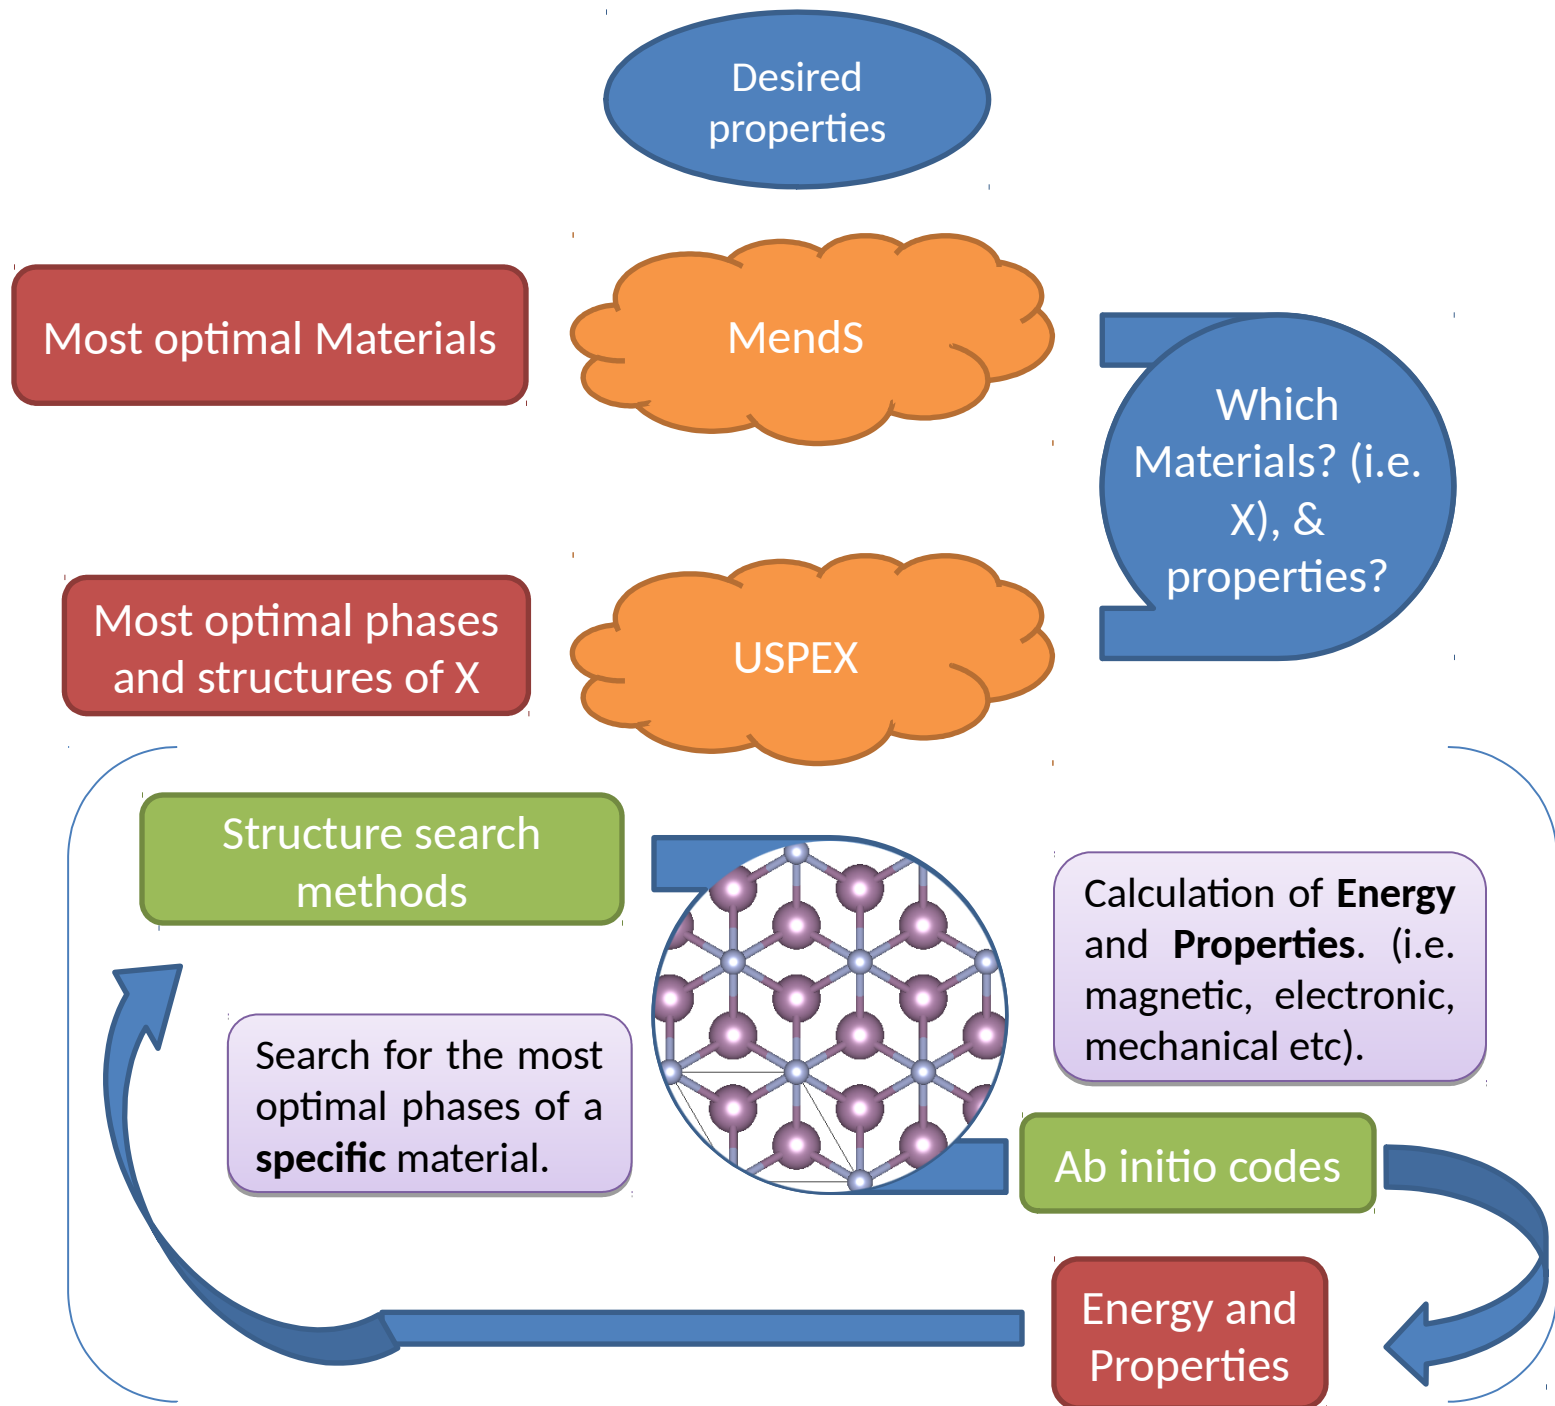 Desired
properties
Most optimal Materials
MendS
Which
Materials? (i.e.
X), &
properties?
Most optimal phases
and structures of X
USPEX
Structure search
methods
Calculation of Energy
and Properties. (i.e.
magnetic, electronic,
mechanical etc).
Search for the most
optimal phases of a
specific material.
Ab initio codes
Energy and
Properties